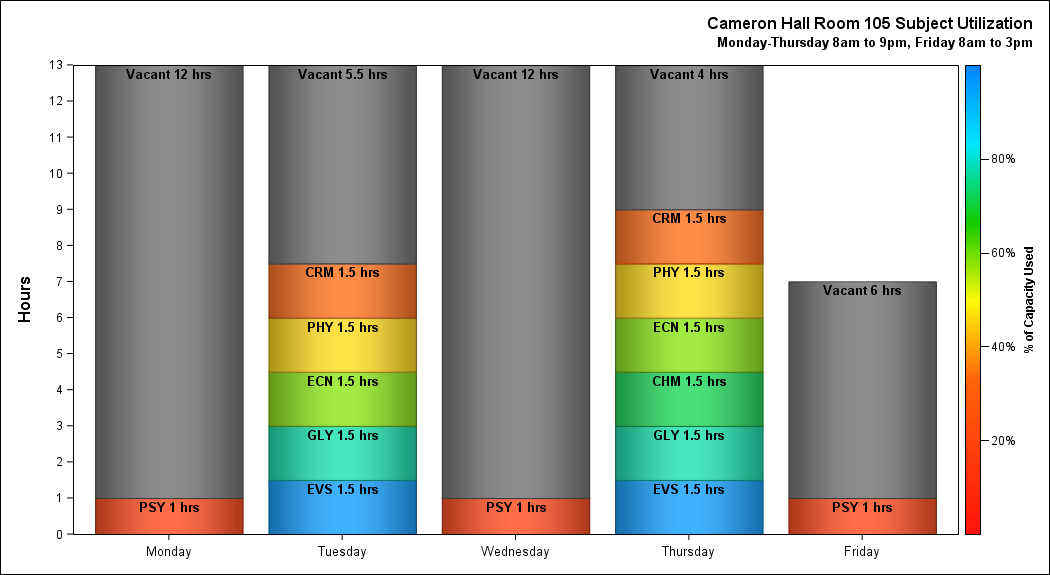 Cameron Hall Room 105 Subject Utilization
Monday-Thursday 8am to 9pm, Friday 8am to 3pm
Hours
13
12
11
10
9
8
7
6
5
4
3
2
1
0
Vacant 12 hrs
PSY 1 hrs
Vacant 5.5 hrs
CRM 1.5 hrs
PHY 1.5 hrs
ECN 1.5 hrs
GLY 1.5 hrs
EVS 1.5 hrs
Vacant 12 hrs
PSY 1 hrs
Vacant 4 hrs
CRM 1.5 hrs
PHY 1.5 hrs
ECN 1.5 hrs
CHM 1.5 hrs
GLY 1.5 hrs
EVS 1.5 hrs
Vacant 6 hrs
PSY 1 hrs
Monday
Tuesday
Wednesday
Thursday
Friday
80%
60%
40%
20%
% of Capacity Used